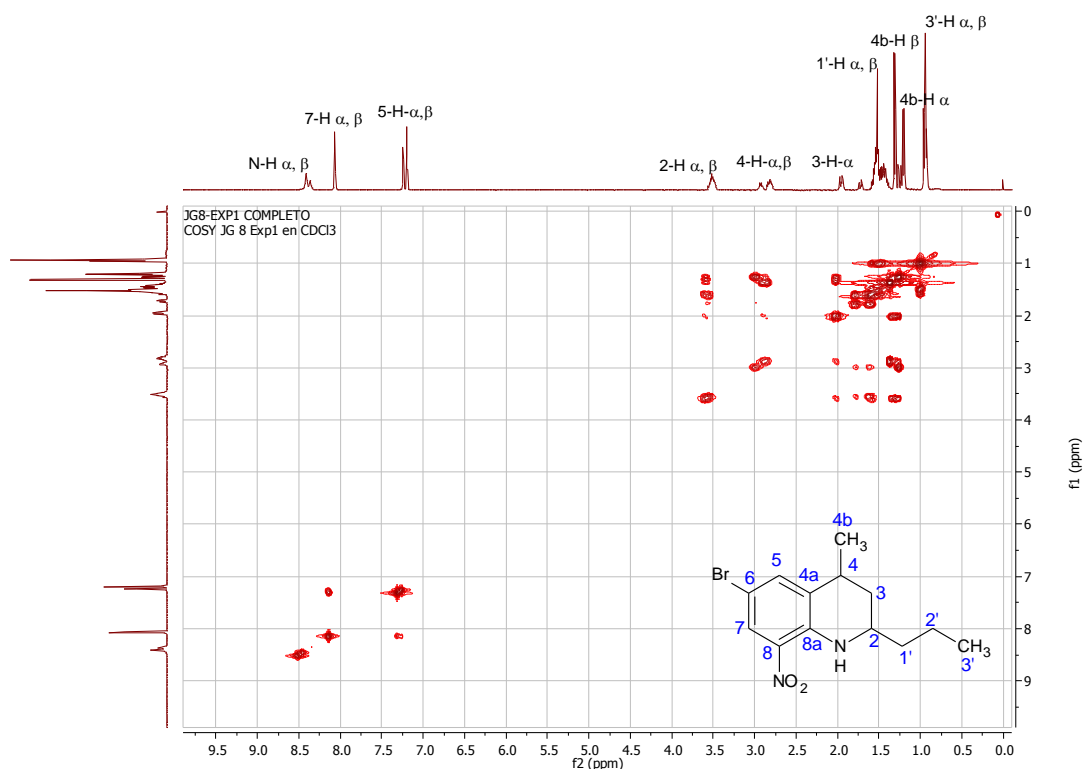 3'-H α, β
4b-H β
1'-H α, β
4b-H α
7-H α, β
5-H-α,β
N-H α, β
2-H α, β
4-H-α,β
3-H-α
JG8-EXP1 COMPLETO
COSY JG 8 Exp1 en CDCl3
0
1
2
3
4
5
6
7
8
9
f1 (ppm)
4b
CH3
5
4
Br
6
4a
3
7
2
2'
8
8a
N
H
1'
CH3
3'
NO2
9.5 9.0 8.5 8.0 7.5 7.0 6.5 6.0 5.5 5.0 4.5 4.0 3.5 3.0 2.5 2.0 1.5 1.0 0.5 0.0
f2 (ppm)